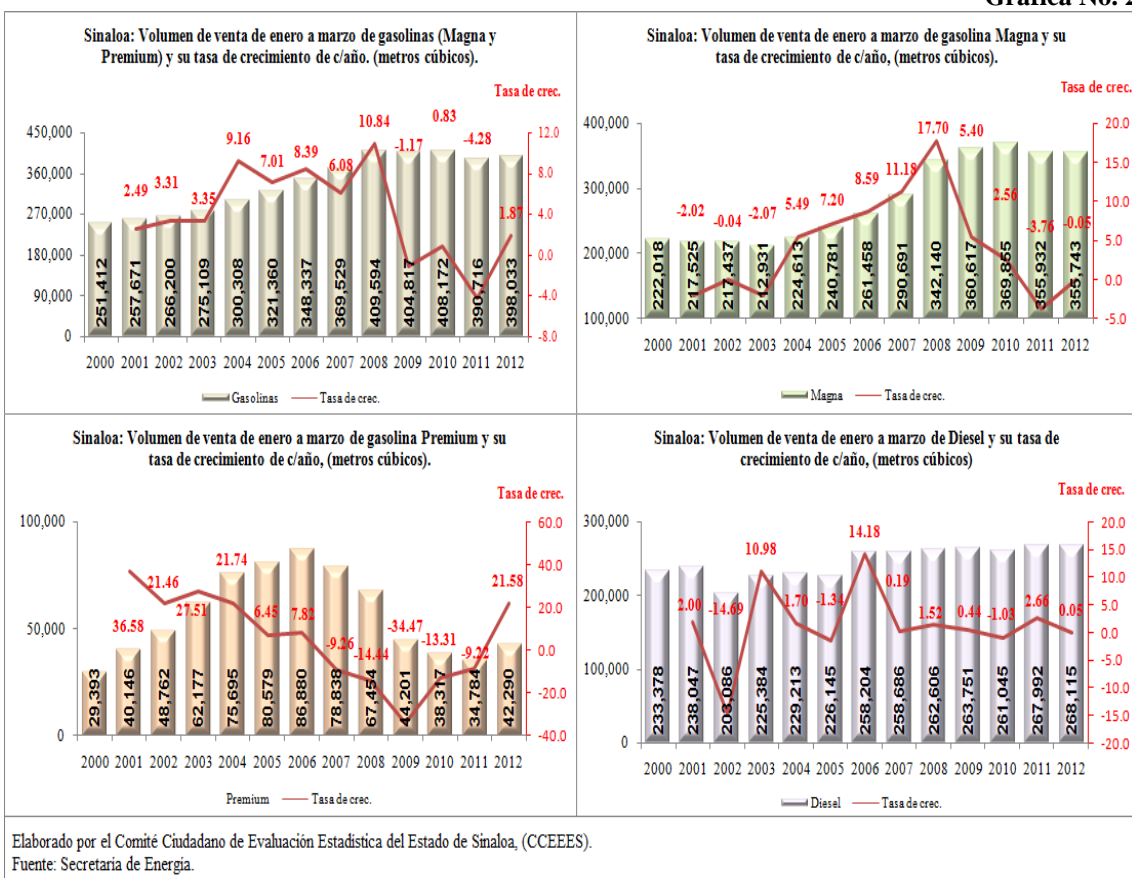 Gráfica No. 2
Sinaloa: Volumen de venta de enero a marzo de gasolinas (Magna y
Premium) y su tasa de crecimiento de c/año. (metros cúbicos).
Tasa de crec.
450,000
360,000
270,000
180,000
90,000
0
12.0
8.0
4.0
0.0
-4.0
-8.0
2.49 3.31 3.35 9.16 7.01 8.39 6.08 10.84 -1.17 0.83 -4.28 1.87
251,412 257,671 266,200 275,109 300,308 321,360 348,337 369,529 409,594 404,817 408,172 390,716 398,033
2000 2001 2002 2003 2004 2005 2006 2007 2008 2009 2010 2011 2012
Gasolinas Tasa de crec.
Sinaloa: Volumen de venta de enero a marzo de gasolina Magna y su
tasa de crecimiento de c/año, (metros cúbicos).
Tasa de crec.
400,000
300,000
200,000
100,000
20.0
15.0
10.0
5.0
0.0
-5.0
-2.02 -0.04 -2.07 5.49 7.20 8.59 11.18 17.70 5.40 2.56 -3.76 -0.05
222,018 217,525 217,437 212,931 224,613 240,781 261,458 290,691 342,140 360,617 369,855 355,932 355,743
2000 2001 2002 2003 2004 2005 2006 2007 2008 2009 2010 2011 2012
Magna Tasa de crec.
Sinaloa: Volumen de venta de enero a marzo de gasolina Premium y su
tasa de crecimiento de c/año, (metros cúbicos).
Tasa de crec.
100,000
50,000
0
60.0
40.0
20.0
0.0
-20.0
-40.0
36.58 21.46 27.51 21.74 6.45 7.82 -9.26 -14.44 -34.47 -13.31 -9.22 21.58
29,393 40,146 48,762 62,177 75,695 80,579 86,880 78,838 67,454 44,201 38,317 34,784 42,290
2000 2001 2002 2003 2004 2005 2006 2007 2008 2009 2010 2011 2012
Premium Tasa de crec.
Sinaloa: Volumen de venta de enero a marzo de Diesel y su tasa de
crecimiento de c/año, (metros cúbicos)
Tasa de crec.
300,000
200,000
100,000
0
20.0
15.0
10.0
5.0
0.0
-5.0
-10.0
-15.0
-20.0
2.00 -14.69 10.98 1.70 -1.34 14.18 0.19 1.52 0.44 -1.03 2.66 0.05
233,378 238,047 203,086 225,384 229,213 226,145 258,204 258,686 262,606 263,751 261,045 267,992 268,115
2000 2001 2002 2003 2004 2005 2006 2007 2008 2009 2010 2011 2012
Diesel Tasa de crec.
Elaborado por el Comité Ciudadano de Evaluación Estadística del Estado de Sinaloa, (CCEEES).
Fuente: Secretaria de Energía.